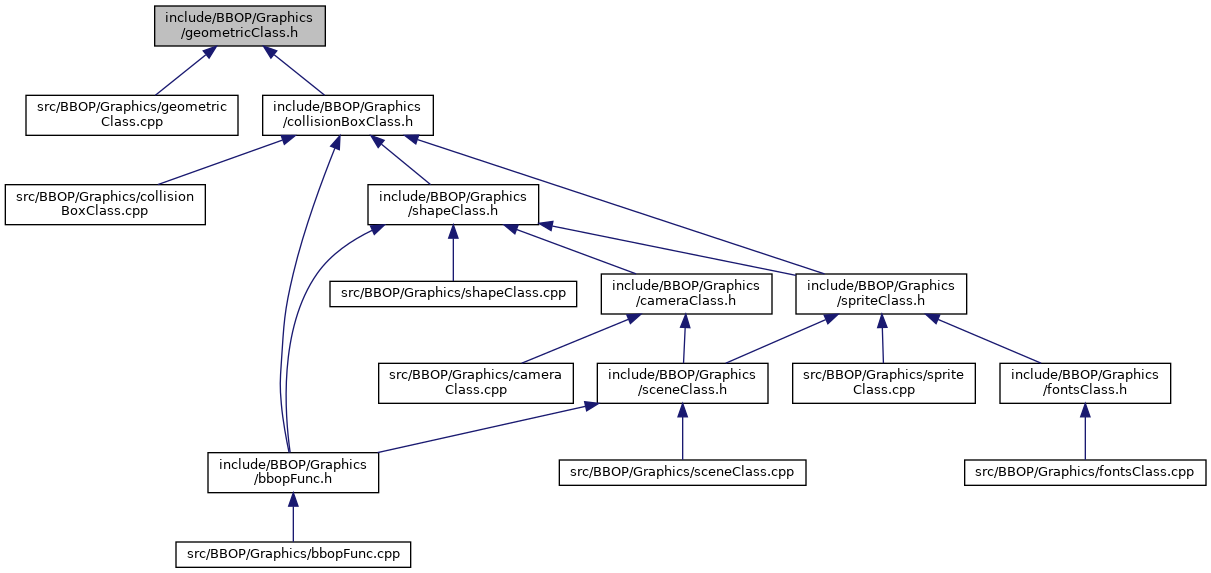 include/BBOP/Graphics
/geometricClass.h
src/BBOP/Graphics/geometric
Class.cpp
include/BBOP/Graphics
/collisionBoxClass.h
src/BBOP/Graphics/collision
BoxClass.cpp
include/BBOP/Graphics
/shapeClass.h
src/BBOP/Graphics/shapeClass.cpp
include/BBOP/Graphics
/cameraClass.h
include/BBOP/Graphics
/spriteClass.h
src/BBOP/Graphics/camera
Class.cpp
include/BBOP/Graphics
/sceneClass.h
src/BBOP/Graphics/sprite
Class.cpp
include/BBOP/Graphics
/fontsClass.h
include/BBOP/Graphics
/bbopFunc.h
src/BBOP/Graphics/sceneClass.cpp
src/BBOP/Graphics/fontsClass.cpp
src/BBOP/Graphics/bbopFunc.cpp